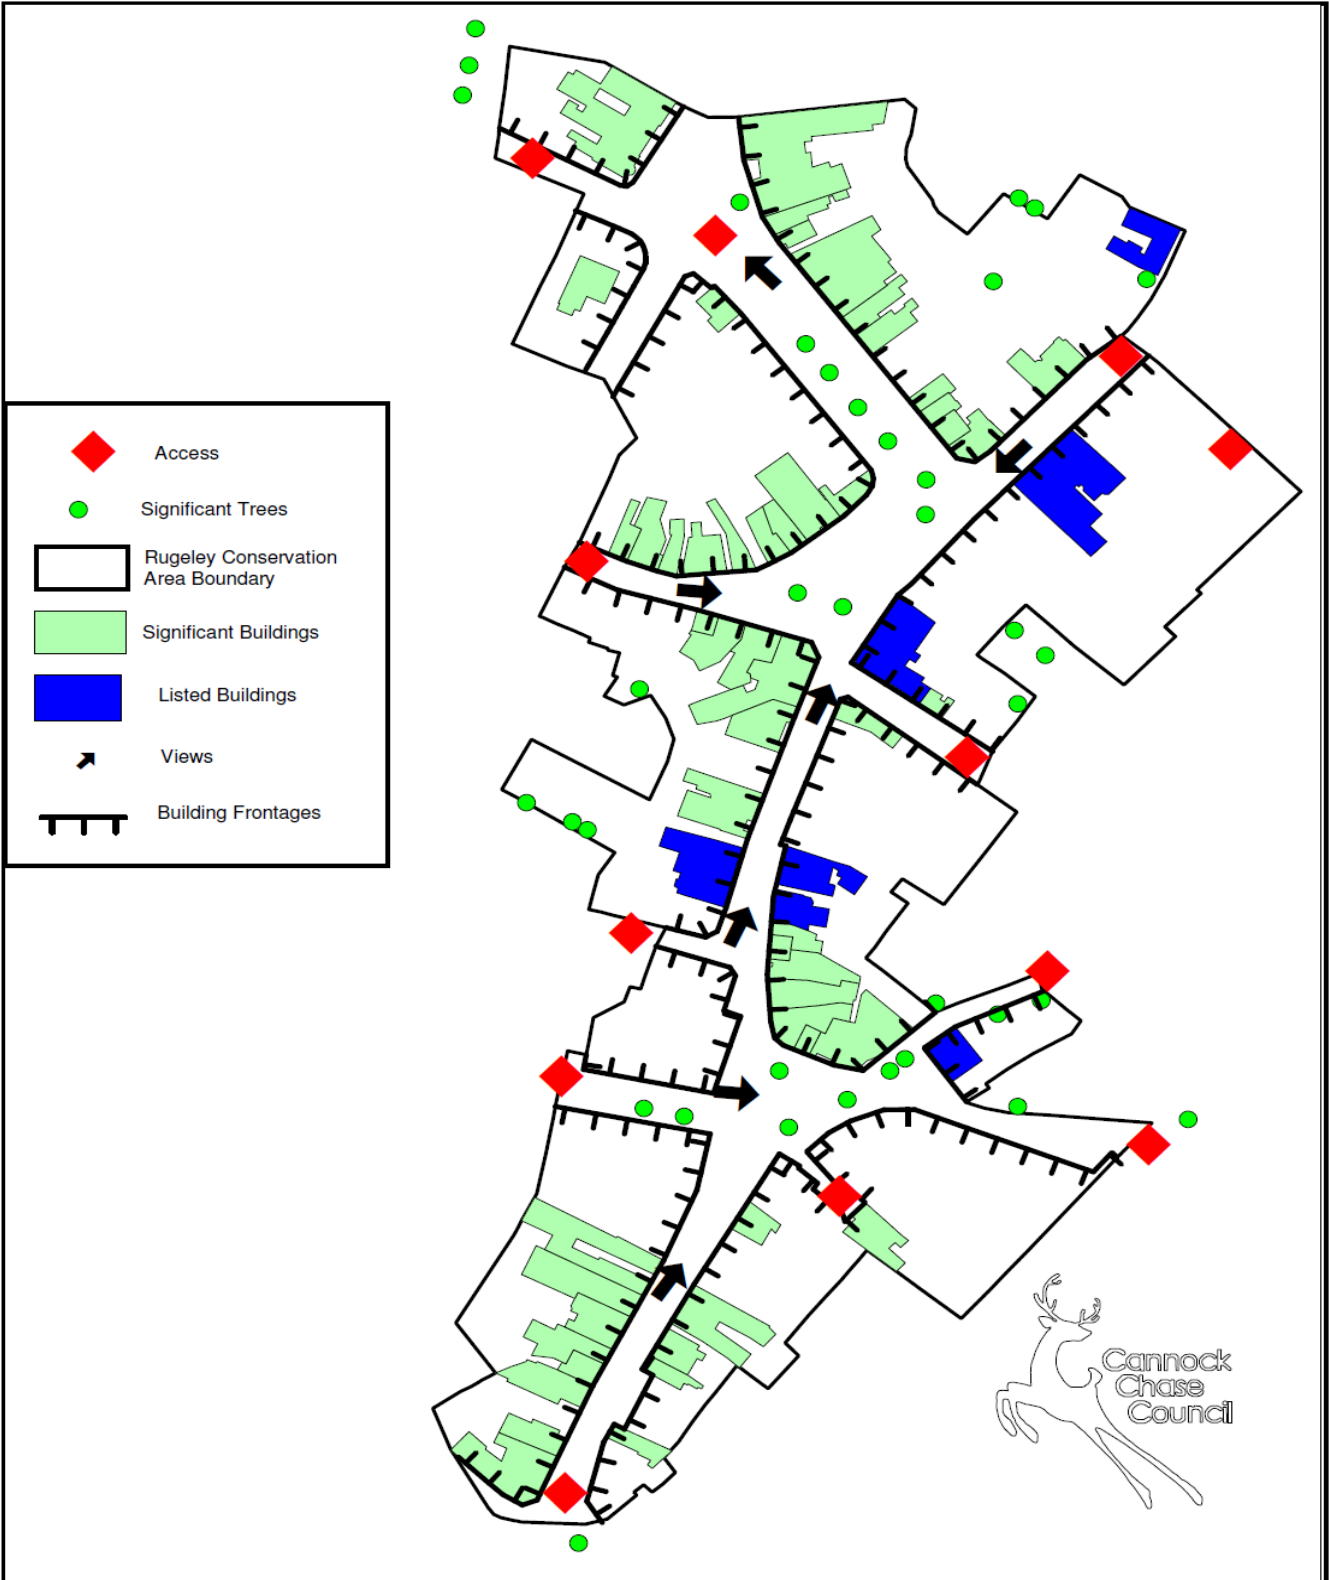 Access
Significant Trees
Rugeley Conservation
Area Boundary
Significant Buildings
Listed Buildings
Views
Building Frontages
Cannock
Chase
Council